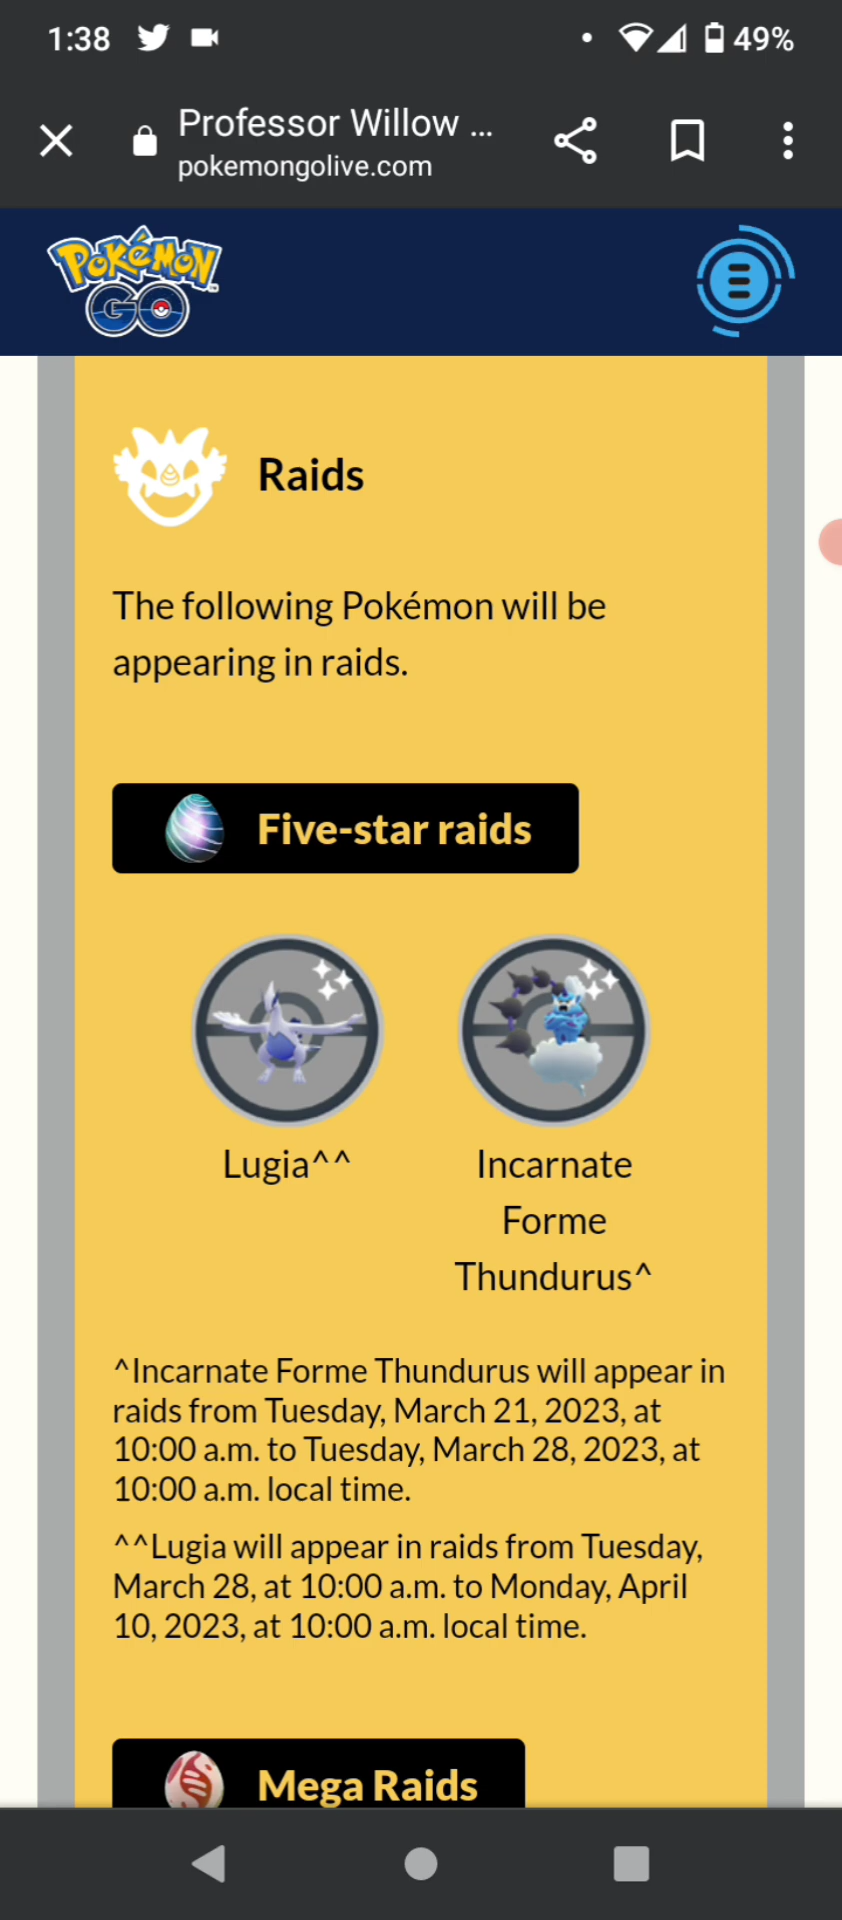 1:38
49%
Professor Willow ...
pokemongolive.com
POKÉMON
GO
Raids
The following Pokémon will be
appearing in raids.
Five-star raids
Lugia^^
Incarnate
Forme
Thundurus^
^Incarnate Forme Thundurus will appear in
raids from Tuesday, March 21, 2023, at
10:00 a.m. to Tuesday, March 28, 2023, at
10:00 a.m. local time.
^^Lugia will appear in raids from Tuesday,
March 28, at 10:00 a.m. to Monday, April
10, 2023, at 10:00 a.m. local time.
Mega Raids